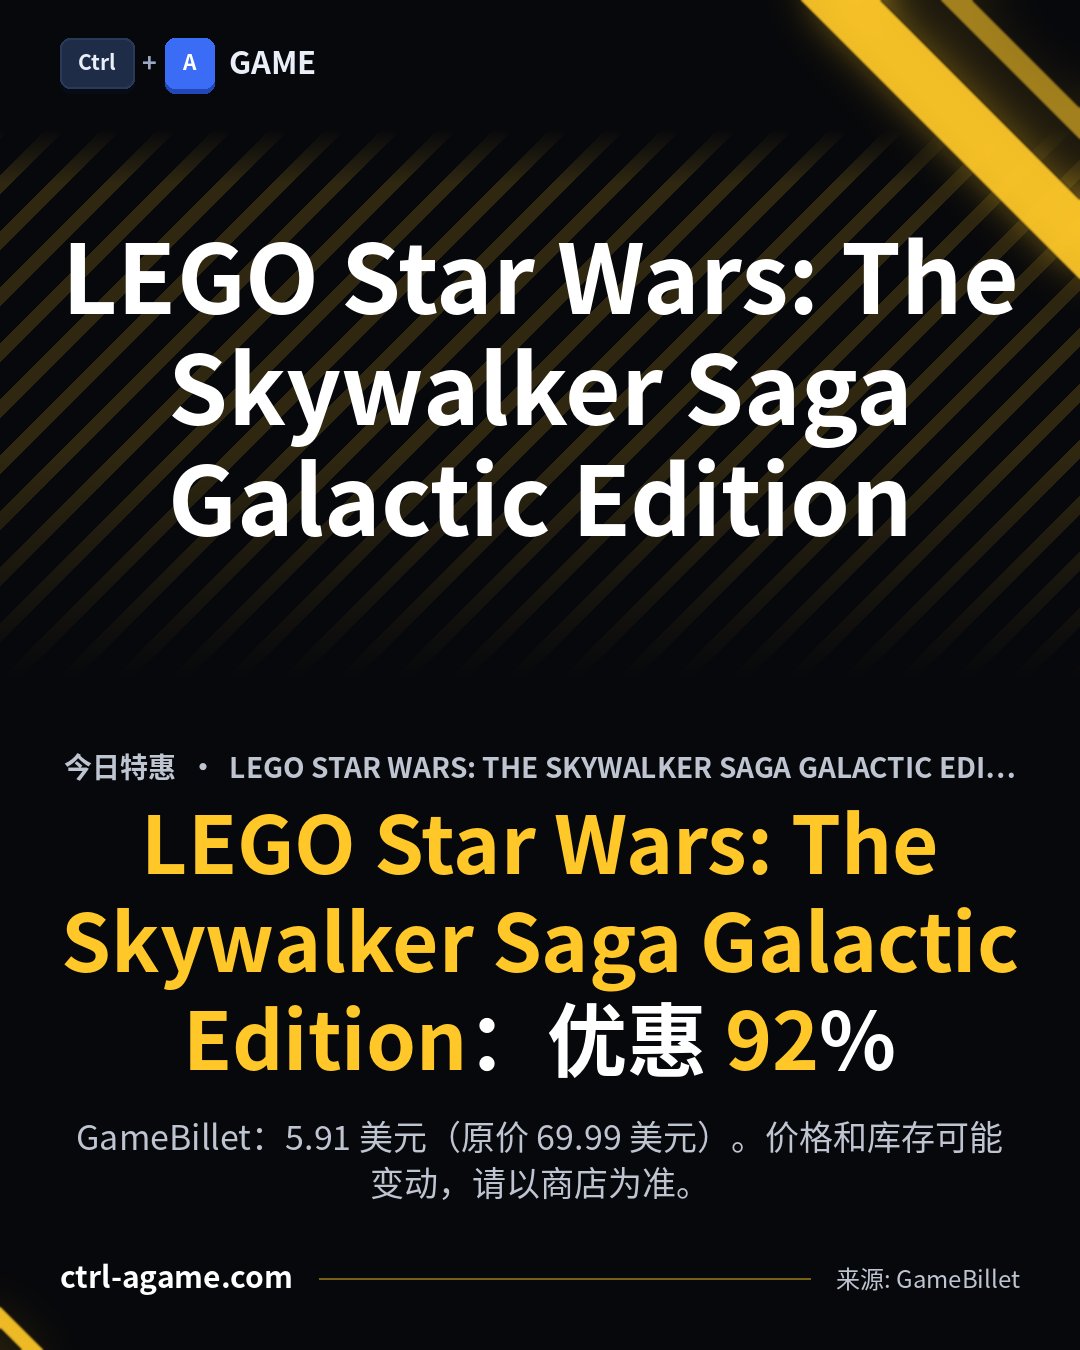 Ctrl + A GAME
LEGO Star Wars: The
Skywalker Saga
Galactic Edition
今日特惠 • LEGO STAR WARS: THE SKYWALKER SAGA GALACTIC EDI…
LEGO Star Wars: The
Skywalker Saga Galactic
Edition：优惠 92%
GameBillet：5.91 美元（原价 69.99 美元）。价格和库存可能
变动，请以商店为准。
ctrl-agame.com
来源: GameBillet